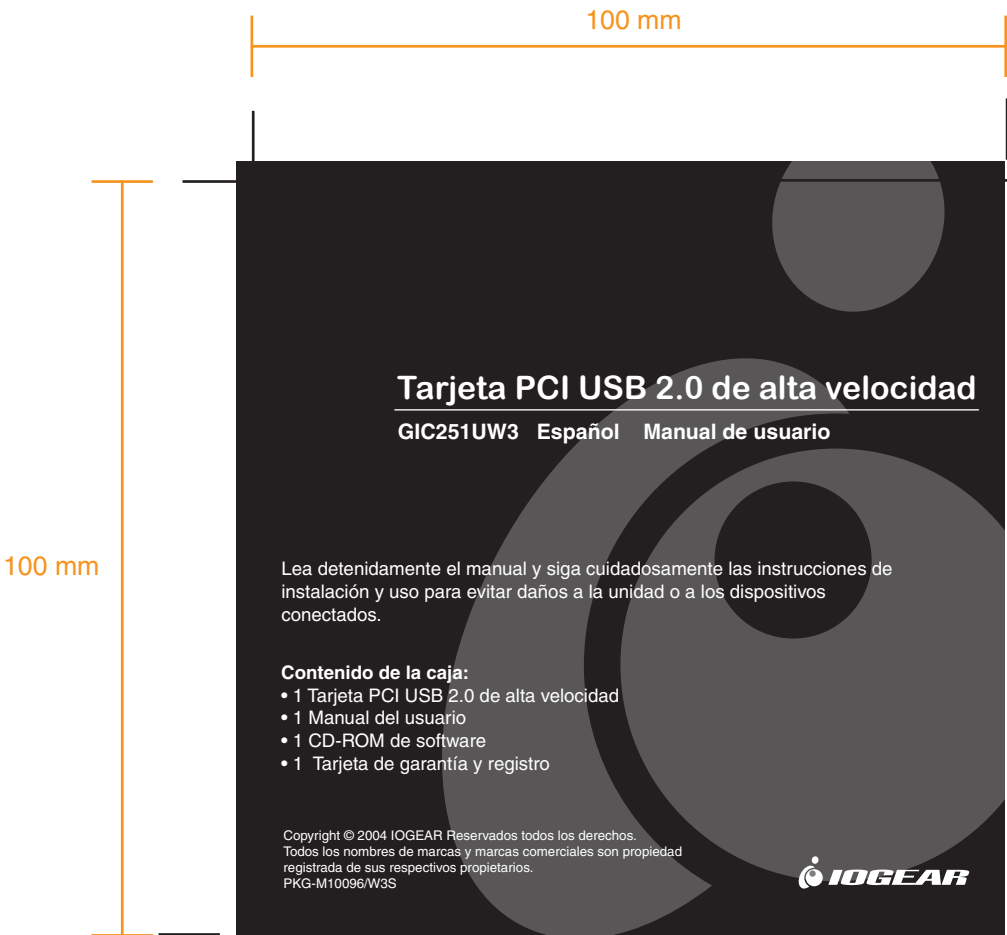 100 mm
Tarjeta PCI USB 2.0 de alta velocidad
GIC251UW3 Español Manual de usuario
100 mm
Lea detenidamente el manual y siga cuidadosamente las instrucciones de
instalación y uso para evitar daños a la unidad o a los dispositivos
conectados.
Contenido de la caja:
• 1 Tarjeta PCI USB 2.0 de alta velocidad
• 1 Manual del usuario
• 1 CD-ROM de software
• 1 Tarjeta de garantía y registro
Copyright © 2004 IOGEAR Reservados todos los derechos.
Todos los nombres de marcas y marcas comerciales son propiedad
registrada de sus respectivos propietarios.
PKG-M10096/W3S
IOGEAR